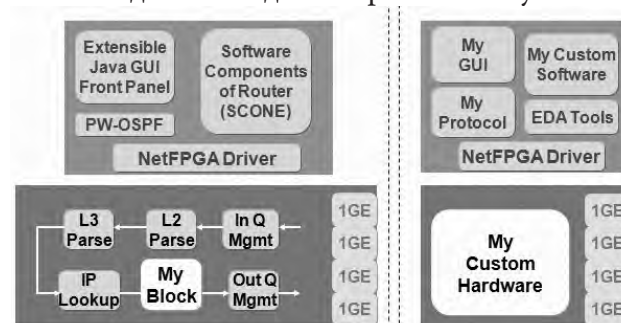 Extensible
Java GUI
Front Panel
PW-OSPF
Software
Components
of Router
(SCONE)
NetFPGA Driver
L3
Parse
L2
Parse
In Q
Mgmt
IP
Lookup
My
Block
Out Q
Mgmt
1GE
1GE
1GE
1GE
My
GUI
My Custom
Software
My
Protocol
EDA Tools
NetFPGA Driver
My
Custom
Hardware
1GE
1GE
1GE
1GE